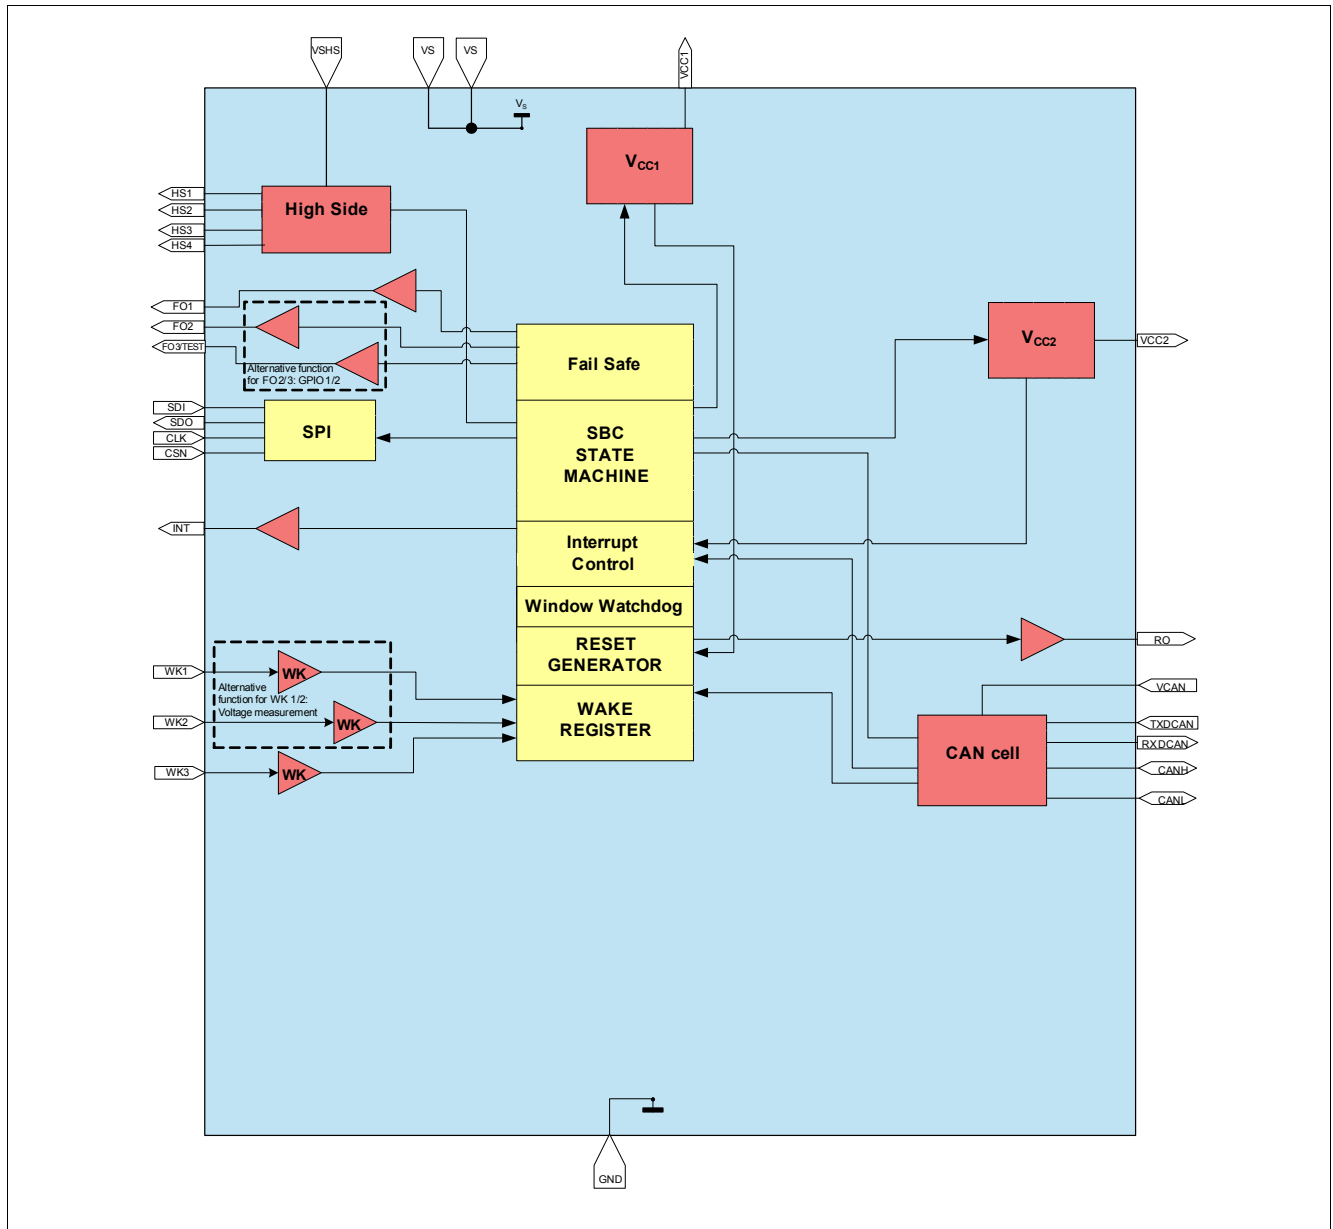 VSHS
VS
VS
VCC1
VS
VCC1
HS1
HS2
HS3
HS4
High Side
FO1
FO2
FO3/TEST
Alternative function
for FO2/3: GPIO1/2
Fail Safe
VCC2
VCC2
SDI
SDO
CLK
CSN
SPI
SBC
STATE
MACHINE
INT
Interrupt
Control
Window Watchdog
RESET
GENERATOR
RO
WK1
WK
Alternative
function for WK 1/2:
Voltage measurement
WK2
WK
WK3
WK
WAKE
REGISTER
VCAN
TXDCAN
RXDCAN
CANH
CANL
CAN cell
GND